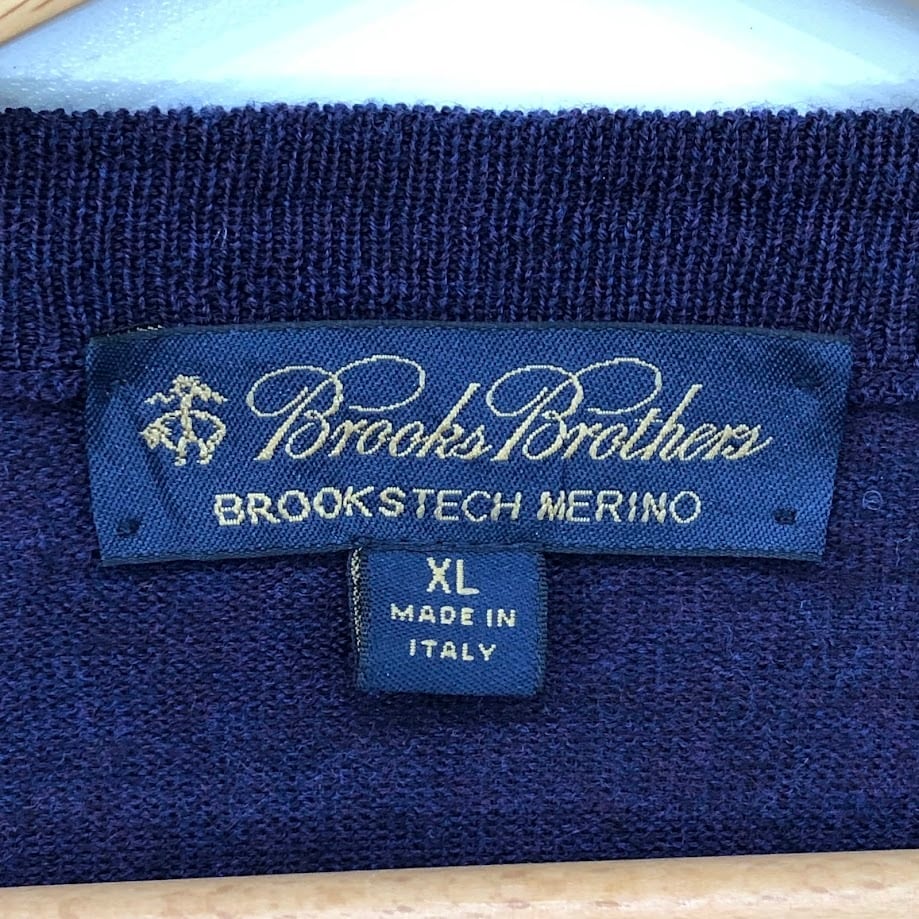 Brooks Brothers
BROOKSTECH MERINO
XL
MADE IN
ITALY